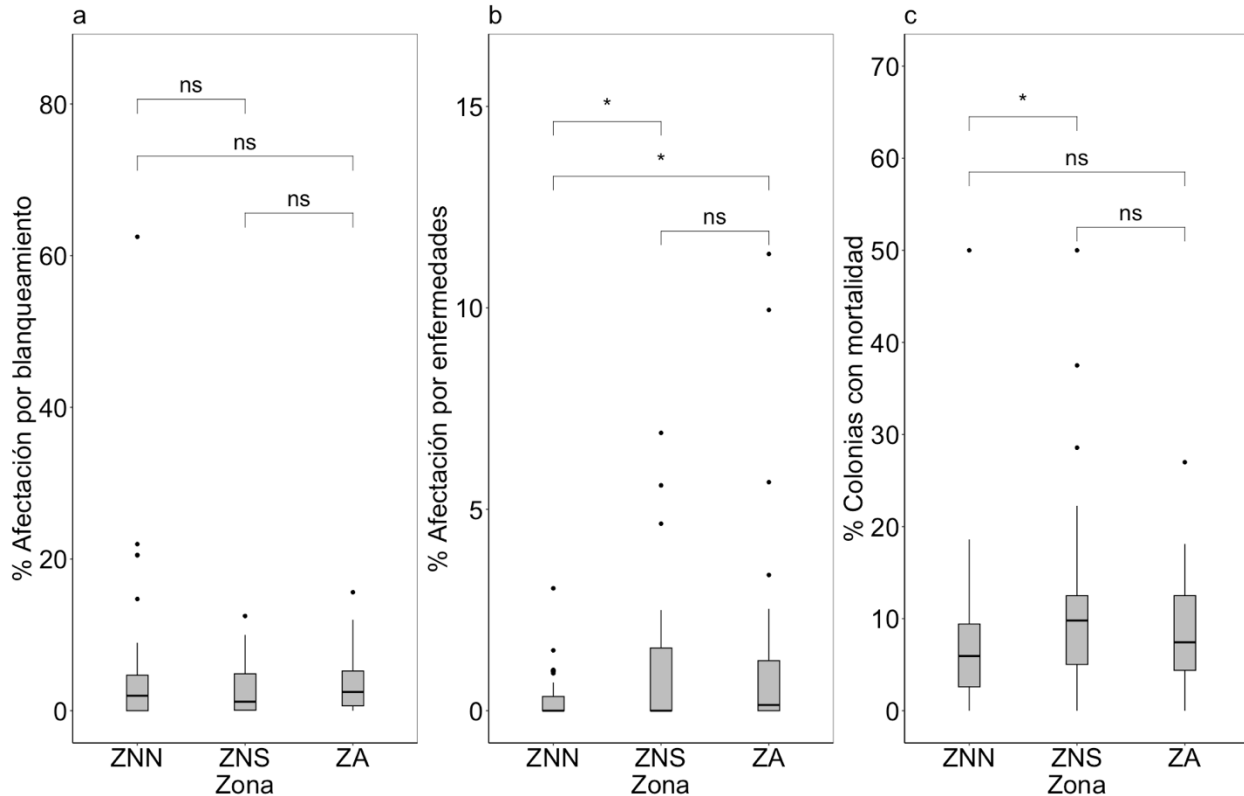 a
% Afectación por blanqueamiento
80
60
40
20
0
ns
ns
ns
ZNN ZNS ZA
Zona
b
% Afectación por enfermedades
15
10
5
0
*
*
ns
ZNN ZNS ZA
Zona
c
% Colonias con mortalidad
70
60
50
40
30
20
10
0
*
ns
ns
ZNN ZNS ZA
Zona